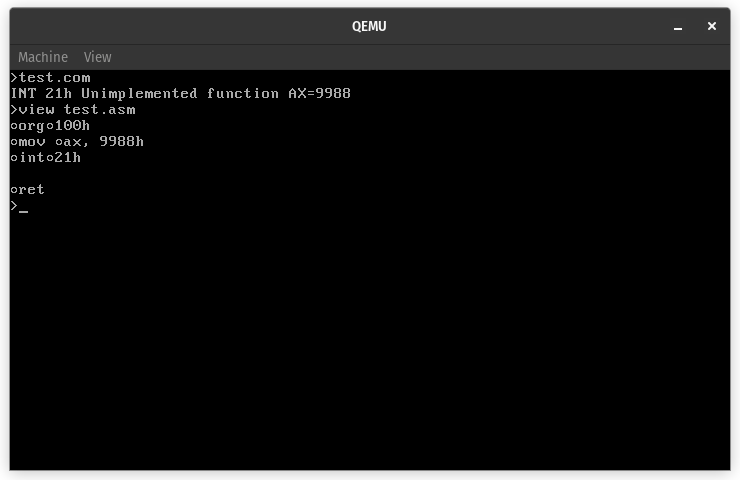 QEMU
Machine View
>test.com
INT 21h Unimplemented function AX=9988
>view test.asm
○org○100h
○mov ○ax, 9988h
○int○21h
○ret
>_